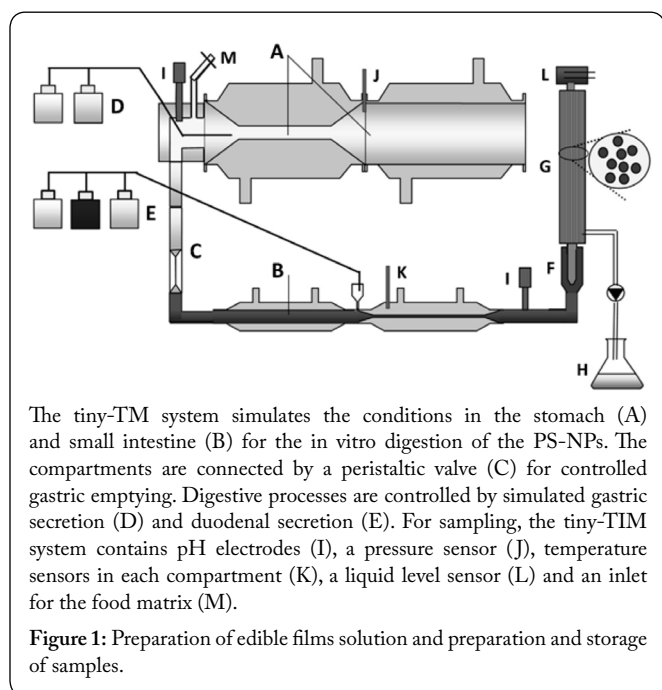 I
M
A
J
L
D
G
E
C
B
K
I
F
H
The tiny-TM system simulates the conditions in the stomach (A)
and small intestine (B) for the in vitro digestion of the PS-NPs. The
compartments are connected by a peristaltic valve (C) for controlled
gastric emptying. Digestive processes are controlled by simulated gastric
secretion (D) and duodenal secretion (E). For sampling, the tiny-TIM
system contains pH electrodes (I), a pressure sensor (J), temperature
sensors in each compartment (K), a liquid level sensor (L) and an inlet
for the food matrix (M).
Figure 1: Preparation of edible films solution and preparation and storage
of samples.